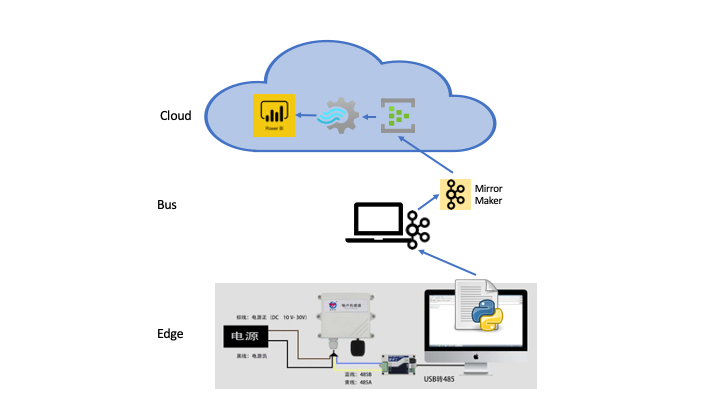 Cloud
Power BI
Mirror
Maker
Bus
棕线：电源正（DC 10 V- 30V）
电源
黑线：电源负
蓝线：485B
黄线：485A
USB转485
Edge